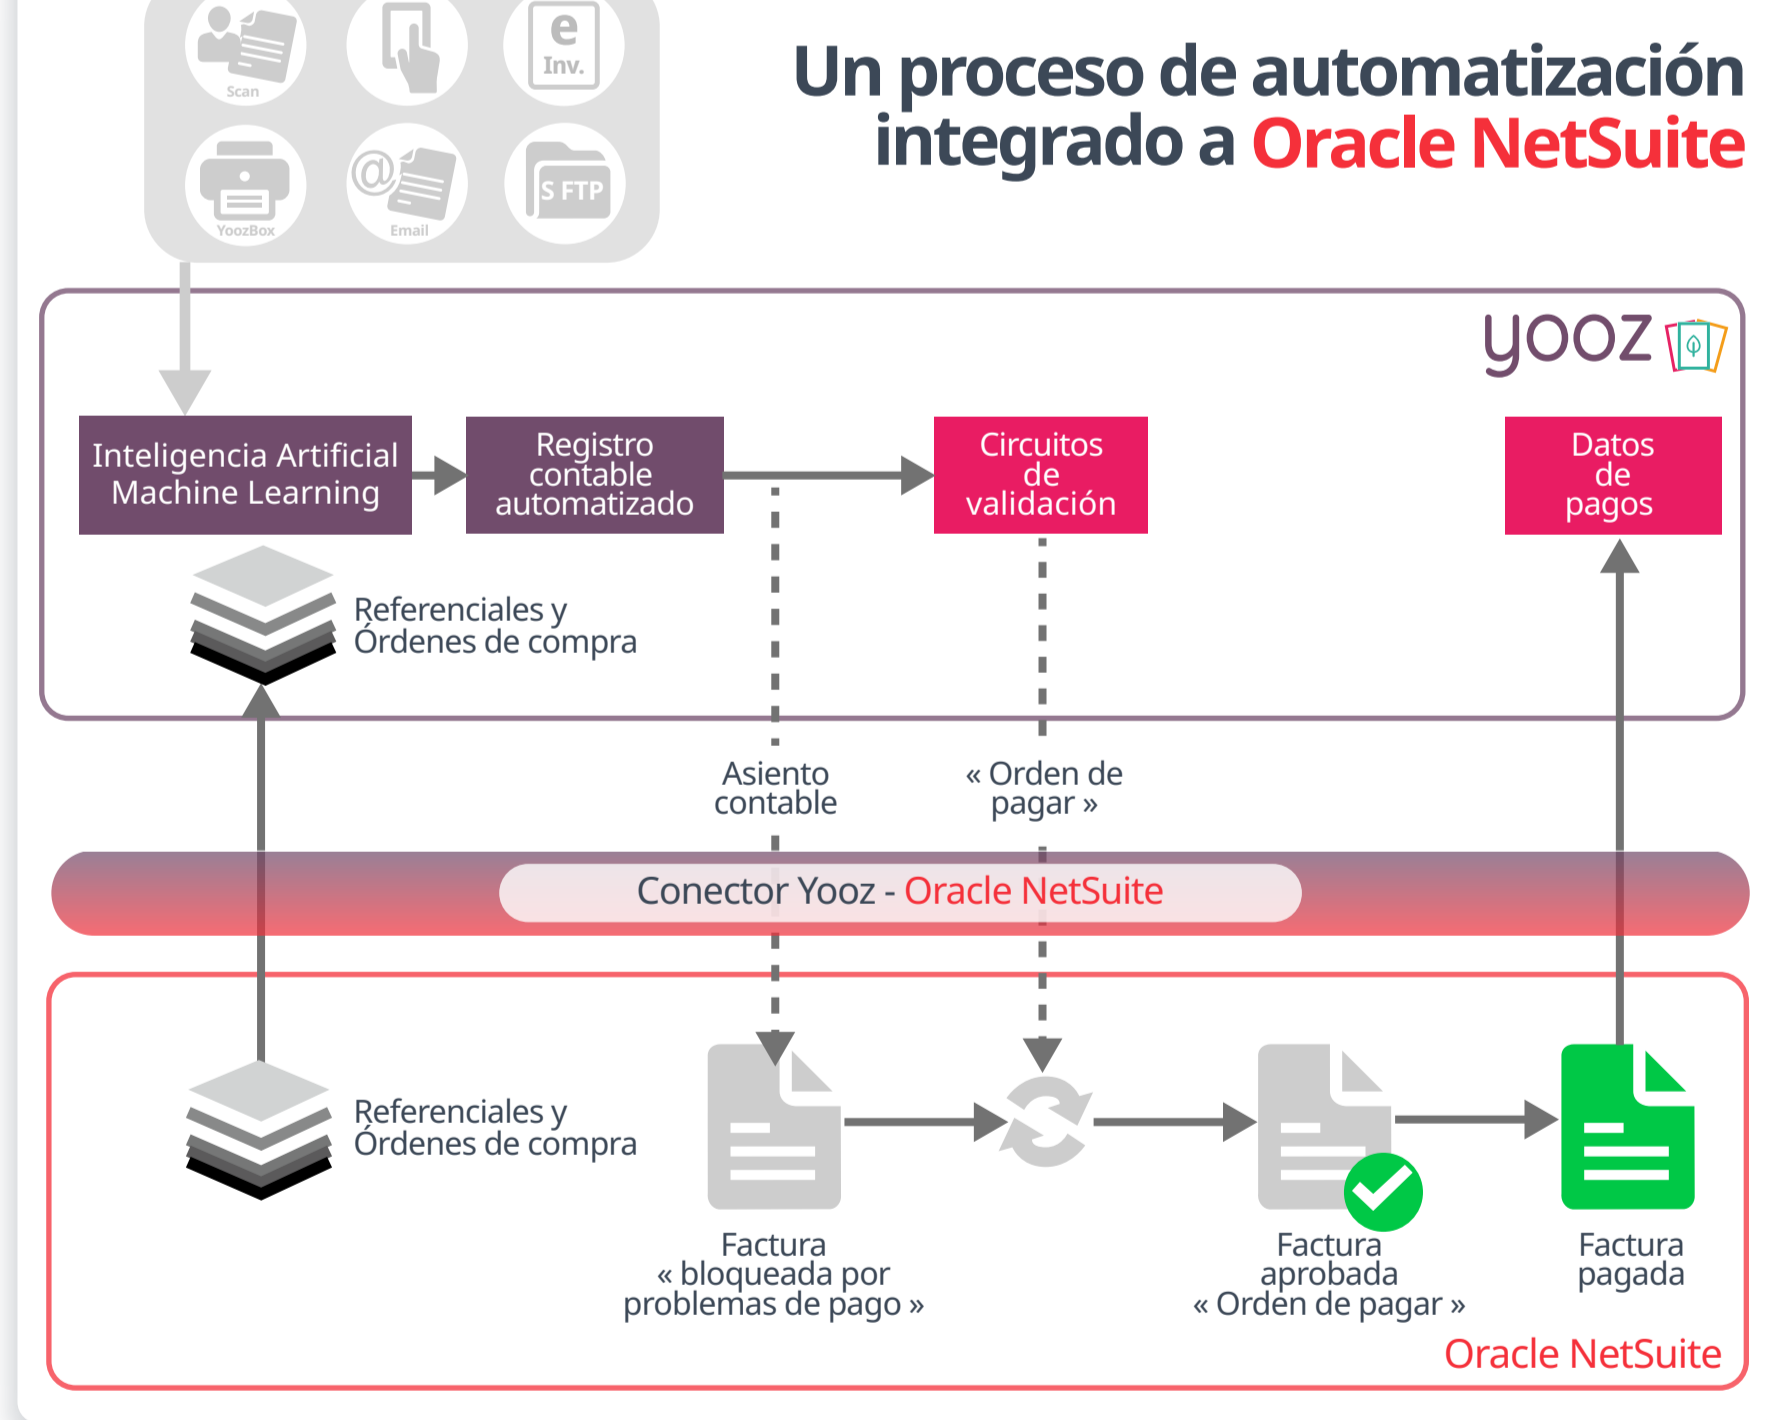 Scan
e
Inv.
YoozBox
@
Email
S FTP
Un proceso de automatización
integrado a Oracle NetSuite
yooz
Inteligencia Artificial
Machine Learning
Registro
contable
automatizado
Circuitos
de
validación
Datos
de
pagos
Referenciales y
Órdenes de compra
Asiento
contable
« Orden de
pagar »
Conector Yooz - Oracle NetSuite
Referenciales y
Órdenes de compra
Factura
« bloqueada por
problemas de pago »
Factura
aprobada
« Orden de pagar »
Factura
pagada
Oracle NetSuite